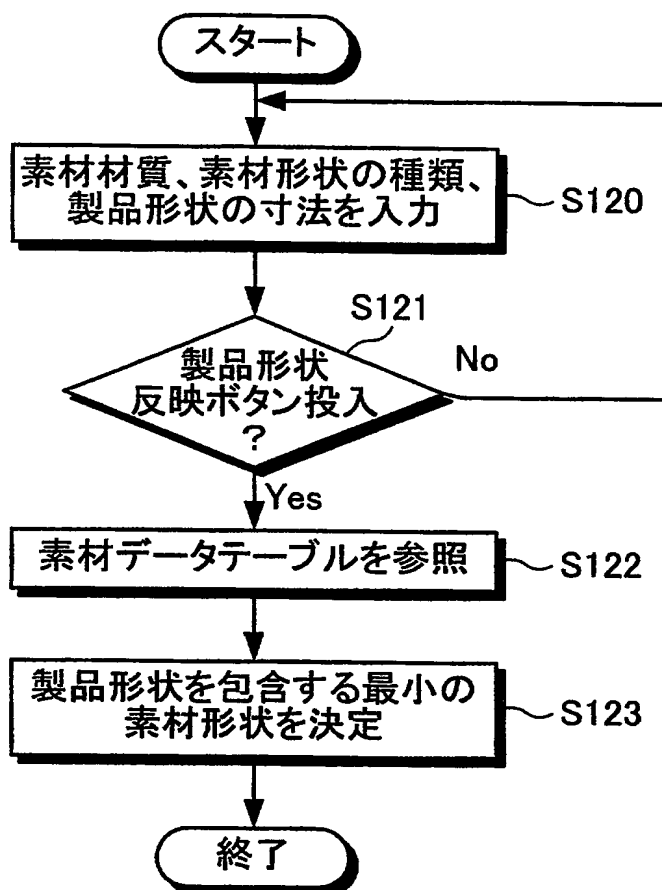 スタート
素材材質、素材形状の種類、
製品形状の寸法を入力
S120
S121
製品形状
反映ボタン投入
?
No
Yes
素材データテーブルを参照
S122
製品形状を包含する最小の
素材形状を決定
S123
終了